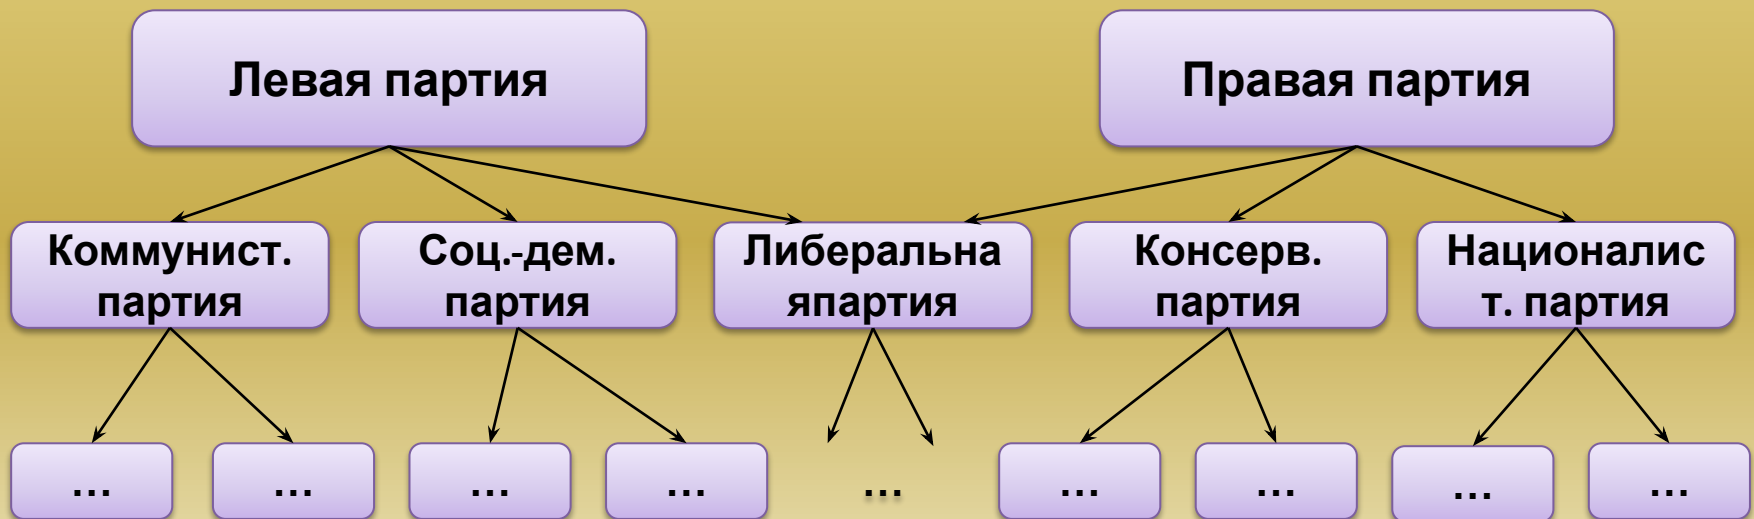 Левая партия
Правая партия
Коммунист.
партия
Соц.-дем.
партия
Либеральна
япартия
Консерв.
партия
Националис
т. партия
...
...
...
...
...
...
...
...
...